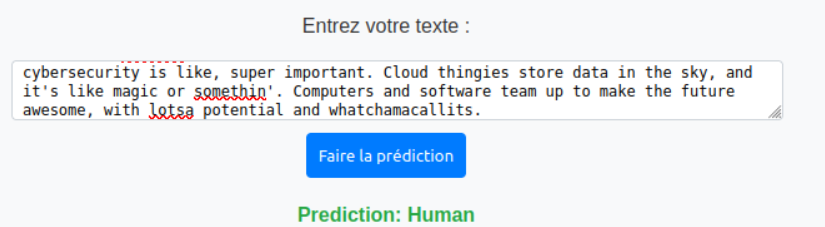 Entrez votre texte :
cybersecurity is like, super important. Cloud thingies store data in the sky, and
it's like magic or somethin'. Computers and software team up to make the future
awesome, with lotsa potential and whatchamacallits.
Faire la prédiction
Prediction: Human